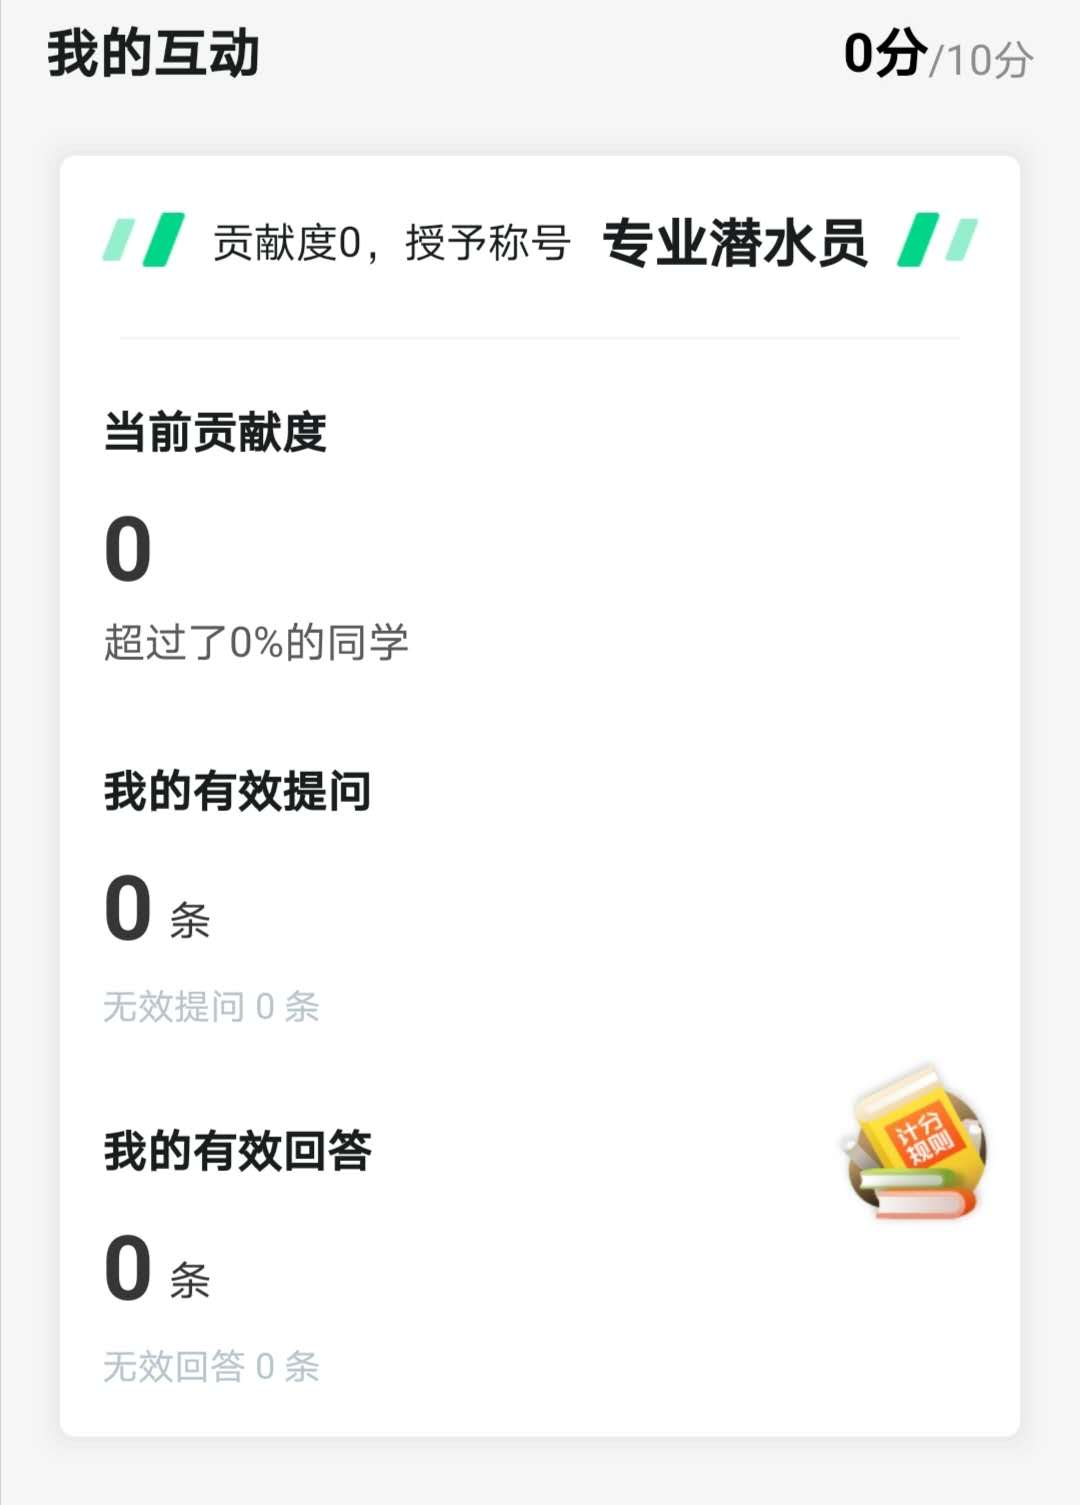 我的互动
0分/10分
贡献度0，授予称号 专业潜水员
当前贡献度
0
超过了0%的同学
我的有效提问
0 条
无效提问 0 条
计分
规则
我的有效回答
0 条
无效回答 0 条